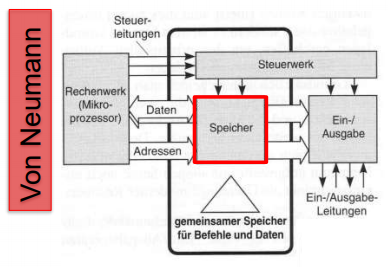 Von Neumann
Steuer-
leitungen
Steuerwerk
Rechenwerk
(Mikro-
prozessor)
Daten
Speicher
Ein-/
Ausgabe
Adressen
Ein-/Ausgabe-
Leitungen
gemeinsamer Speicher
für Befehle und Daten